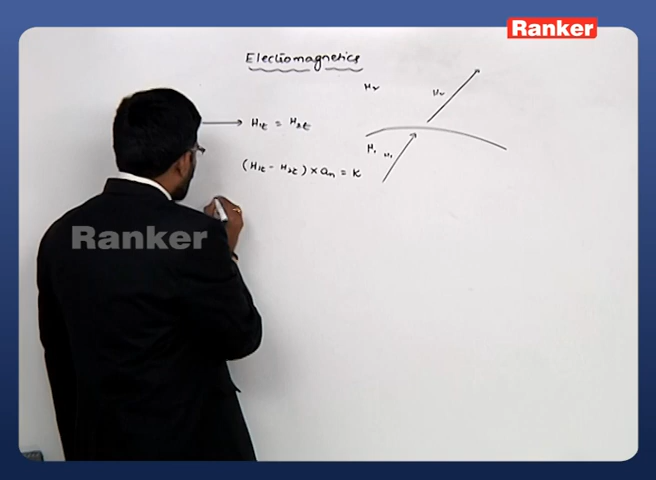 Ranker
Electromagnetics
μ₂
H₂
→ H₁t = H₂t
μ₁
H₁
(H₁t - H₂t) × an = K
Ranker